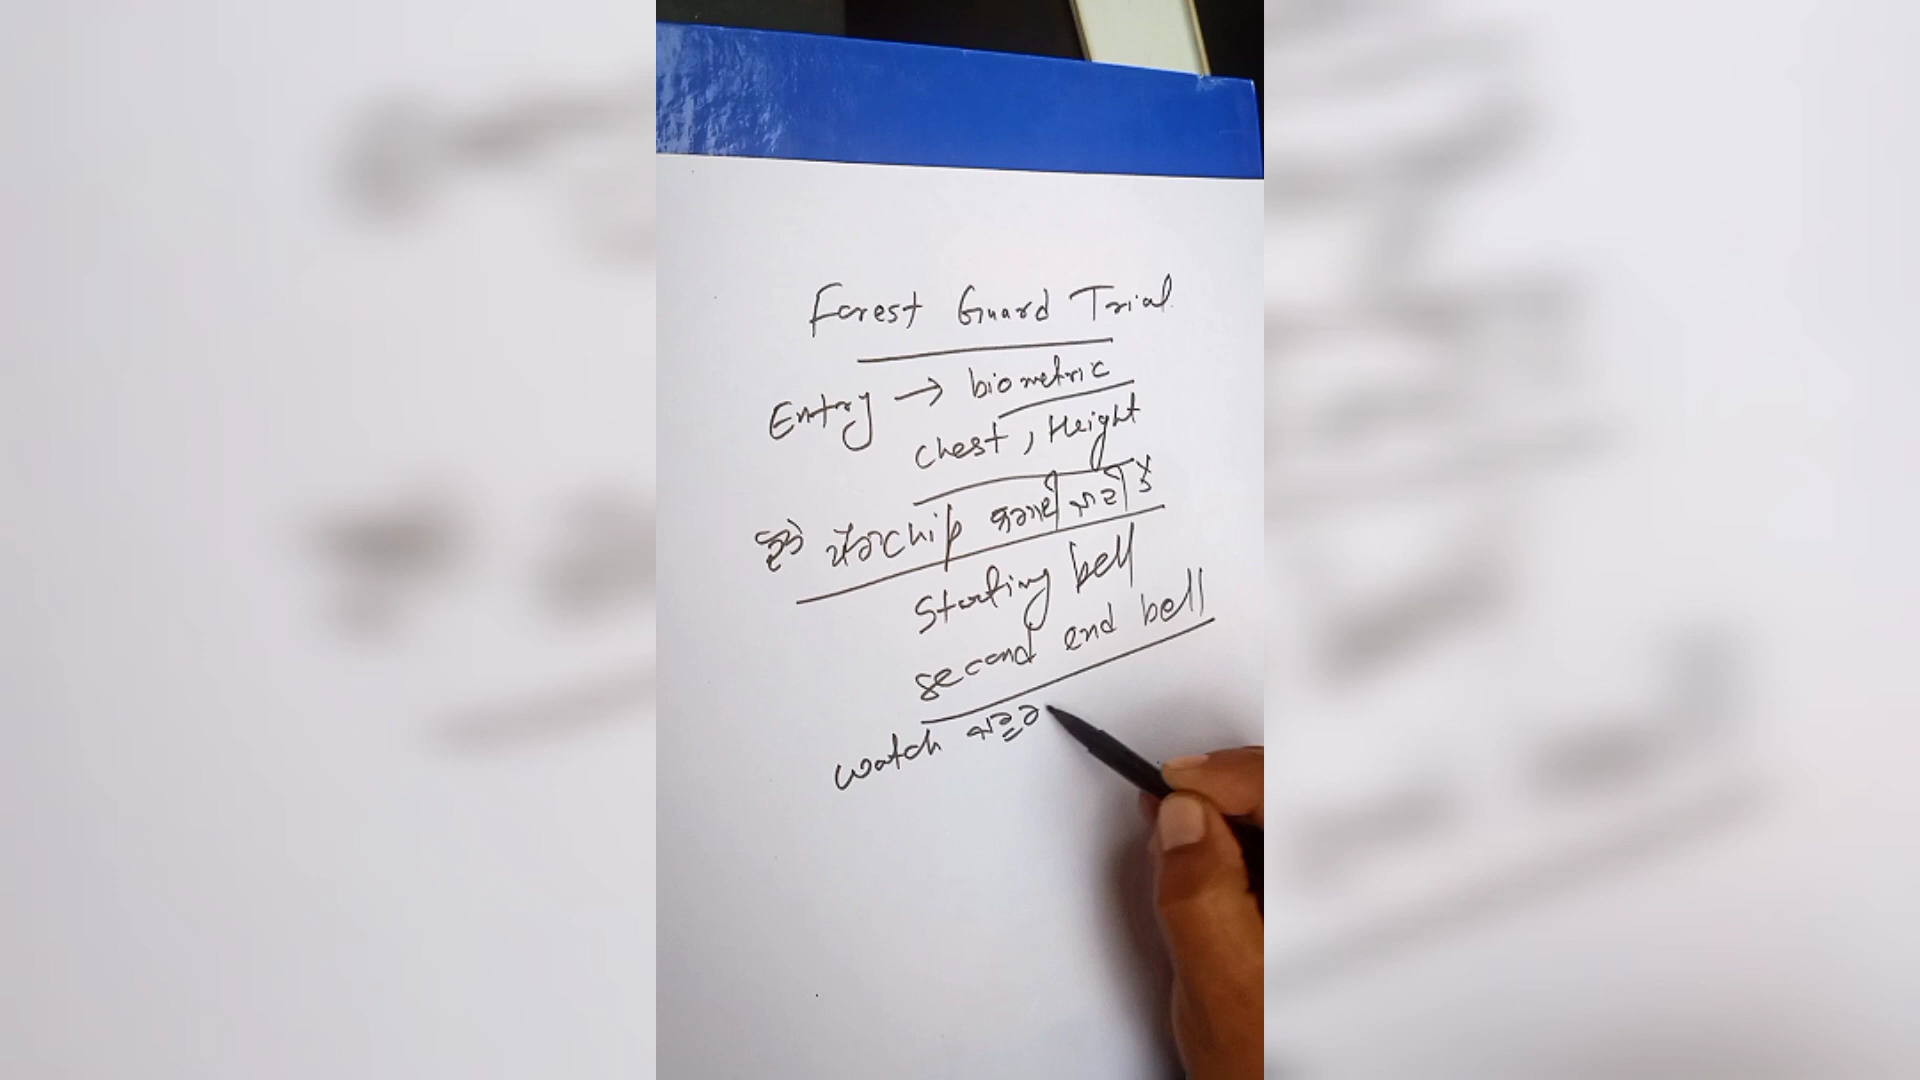 Forest Guard Trial
Entry → biometric
chest, Height
chip
Starting bell
second end bell
watch